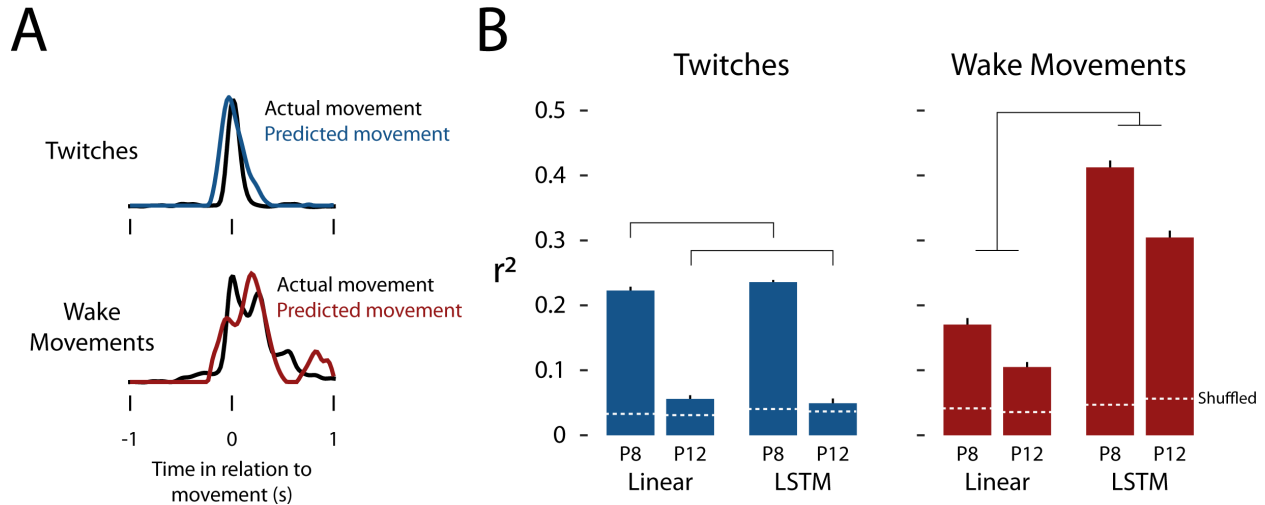 A
Twitches
Actual movement
Predicted movement
Wake
Movements
Actual movement
Predicted movement
-1
0
1
Time in relation to
movement (s)
B
Twitches
Wake Movements
r²
0.5
0.4
0.3
0.2
0.1
0
P8
P12
P8
P12
Linear
LSTM
P8
P12
P8
P12
Linear
LSTM
Shuffled